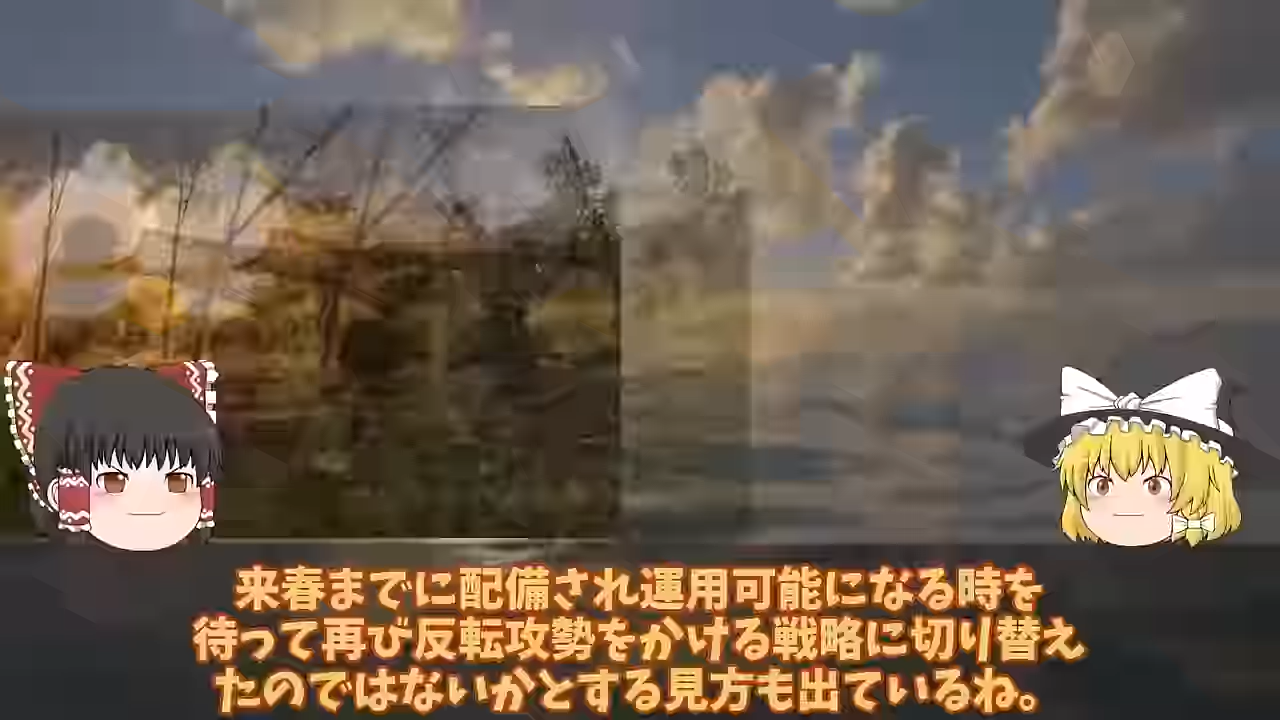 来春までに配備され運用可能になる時を
待って再び反転攻勢をかける戦略に切り替え
たのではないかとする見方も出ているね。